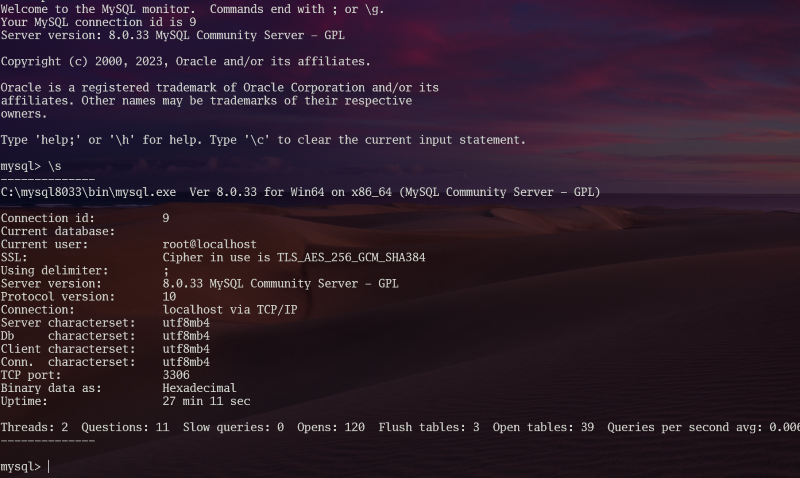 Welcome to the MySQL monitor.  Commands end with ; or \g.
Your MySQL connection id is 9
Server version: 8.0.33 MySQL Community Server - GPL
Copyright (c) 2000, 2023, Oracle and/or its affiliates.
Oracle is a registered trademark of Oracle Corporation and/or its
affiliates. Other names may be trademarks of their respective
owners.
Type 'help;' or '\h' for help. Type '\c' to clear the current input statement.
mysql> \s
--------------
C:\mysql8033\bin\mysql.exe  Ver 8.0.33 for Win64 on x86_64 (MySQL Community Server - GPL)
Connection id:          9
Current database:
Current user:           root@localhost
SSL:                    Cipher in use is TLS_AES_256_GCM_SHA384
Using delimiter:        ;
Server version:         8.0.33 MySQL Community Server - GPL
Protocol version:       10
Connection:             localhost via TCP/IP
Server characterset:    utf8mb4
Db     characterset:    utf8mb4
Client characterset:    utf8mb4
Conn.  characterset:    utf8mb4
TCP port:               3306
Binary data as:         Hexadecimal
Uptime:                 27 min 11 sec
Threads: 2  Questions: 11  Slow queries: 0  Opens: 120  Flush tables: 3  Open tables: 39  Queries per second avg: 0.006
--------------
mysql>